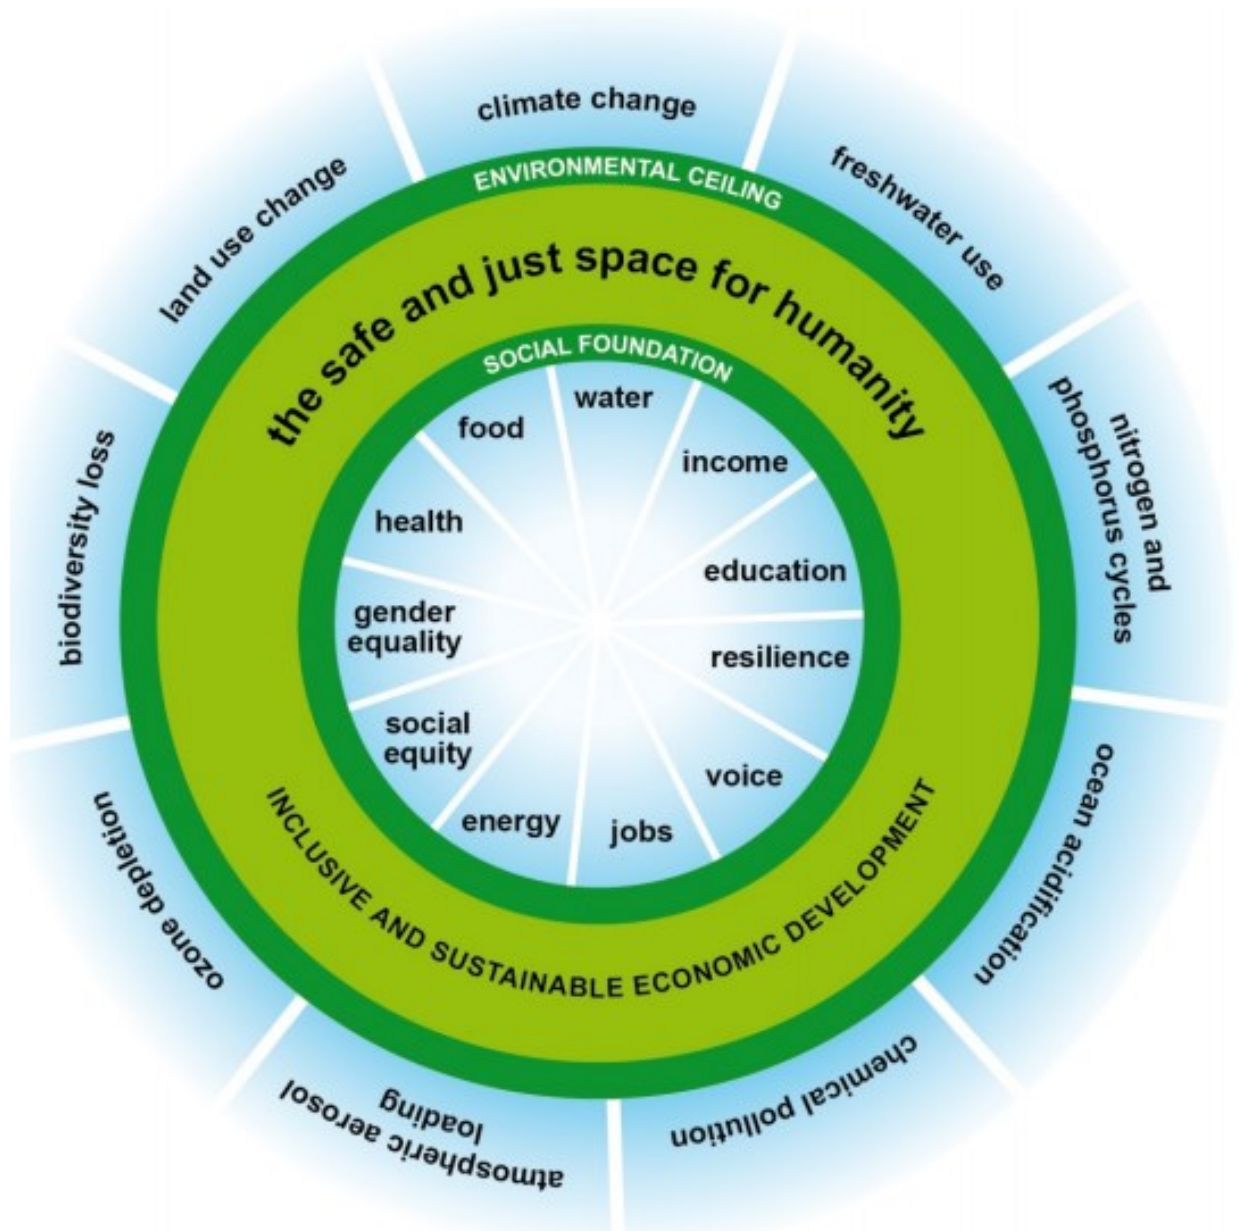 climate change
freshwater use
nitrogen and
phosphorus cycles
ocean acidification
chemical pollution
atmospheric aerosol
loading
ozone depletion
biodiversity loss
land use change
ENVIRONMENTAL CEILING
the safe and just space for humanity
SOCIAL FOUNDATION
water
income
education
resilience
voice
jobs
energy
social
equity
gender
equality
health
food
INCLUSIVE AND SUSTAINABLE ECONOMIC DEVELOPMENT